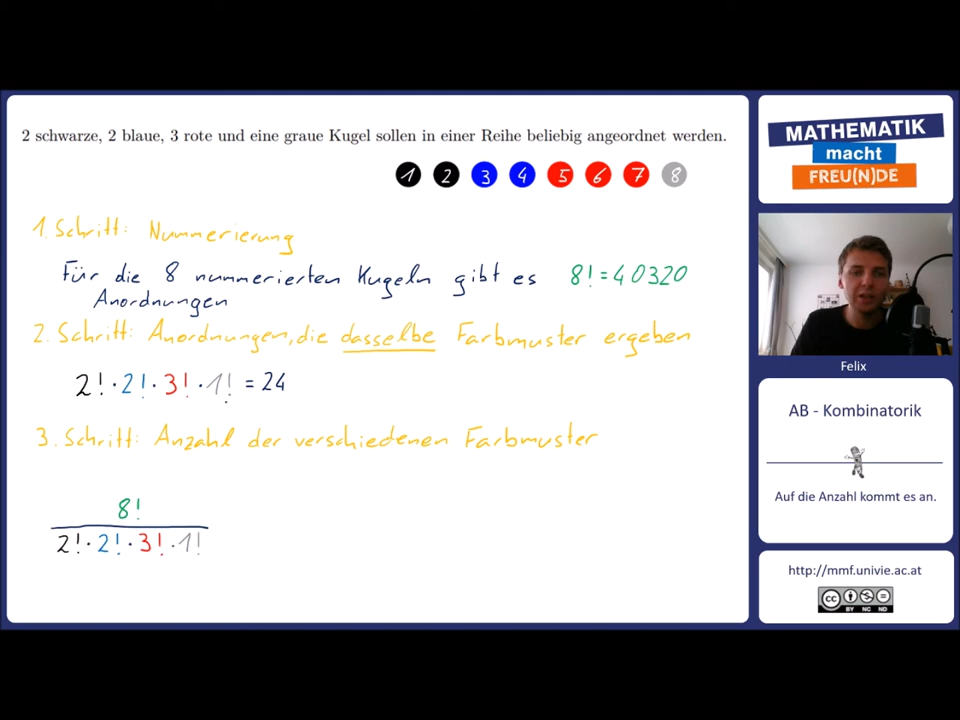 2 schwarze, 2 blaue, 3 rote und eine graue Kugel sollen in einer Reihe beliebig angeordnet werden.
1 2 3 4 5 6 7 8
1. Schritt: Nummerierung
Für die 8 nummerierten Kugeln gibt es 8! = 40320
Anordnungen
2. Schritt: Anordnungen, die dasselbe Farbmuster ergeben
2! · 2! · 3! · 1! = 24
3. Schritt: Anzahl der verschiedenen Farbmuster
8!
2! · 2! · 3! · 1!
MATHEMATIK
macht
FREU(N)DE
Felix
AB - Kombinatorik
Auf die Anzahl kommt es an.
http://mmf.univie.ac.at
cc
BY NC ND